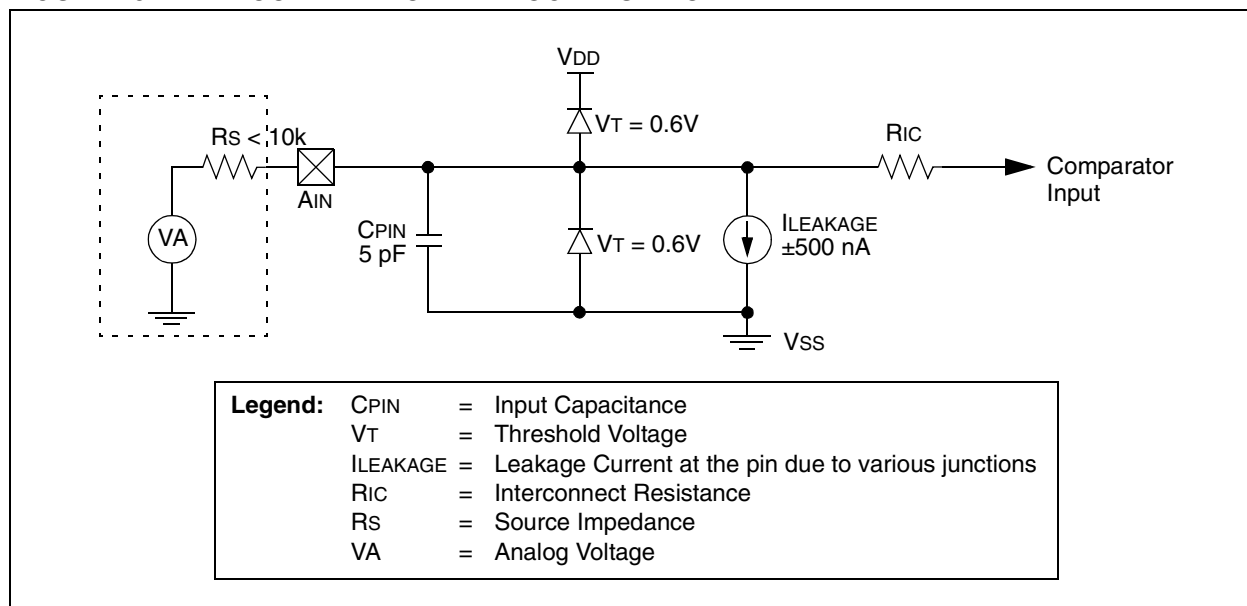 VDD
VT = 0.6V
RS < 10k
RIC
AIN
Comparator
Input
VA
CPIN
5 pF
VT = 0.6V
ILEAKAGE
±500 nA
VSS
Legend: CPIN = Input Capacitance
VT = Threshold Voltage
ILEAKAGE = Leakage Current at the pin due to various junctions
RIC = Interconnect Resistance
RS = Source Impedance
VA = Analog Voltage